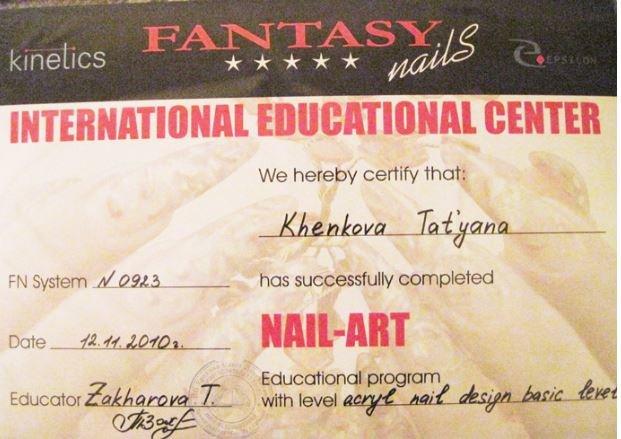 kinetics
FANTASY
nails
EPSILON
INTERNATIONAL EDUCATIONAL CENTER
We hereby certify that:
Khenkova Tat'yana
FN System N 0923
has successfully completed
Date 12.11.2010г.
NAIL-ART
Educational program
Educator Zakharova T.
with level acryl nail design basic level